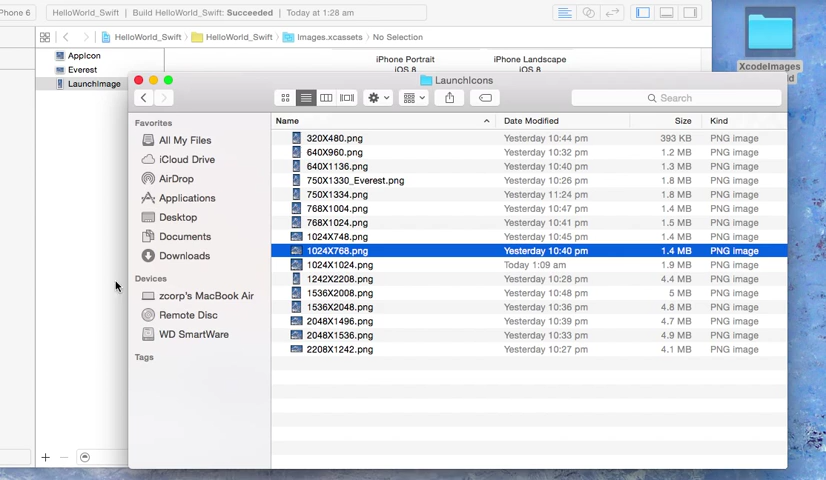 Phone 6
HelloWorld_Swift
Build HelloWorld_Swift: Succeeded
Today at 1:28 am
HelloWorld_Swift
HelloWorld_Swift
Images.xcassets
No Selection
AppIcon
Everest
LaunchImage
iPhone Portrait
iOS 8
iPhone Landscape
iOS 8
XcodeImages
LaunchIcons
Search
Favorites
All My Files
iCloud Drive
AirDrop
Applications
Desktop
Documents
Downloads
Devices
zcorp's MacBook Air
Remote Disc
WD SmartWare
Tags
Name Date Modified Size Kind
320X480.png Yesterday 10:44 pm 393 KB PNG image
640X960.png Yesterday 10:32 pm 1.2 MB PNG image
640X1136.png Yesterday 10:40 pm 1.3 MB PNG image
750X1330_Everest.png Yesterday 10:26 pm 1.8 MB PNG image
750X1334.png Yesterday 11:24 pm 1.8 MB PNG image
768X1004.png Yesterday 10:47 pm 1.4 MB PNG image
768X1024.png Yesterday 10:41 pm 1.5 MB PNG image
1024X748.png Yesterday 10:45 pm 1.4 MB PNG image
1024X768.png Yesterday 10:40 pm 1.4 MB PNG image
1024X1024.png Today 1:09 am 1.9 MB PNG image
1242X2208.png Yesterday 10:28 pm 4.4 MB PNG image
1536X2008.png Yesterday 10:48 pm 5 MB PNG image
1536X2048.png Yesterday 10:36 pm 4.8 MB PNG image
2048X1496.png Yesterday 10:39 pm 4.7 MB PNG image
2048X1536.png Yesterday 10:33 pm 4.9 MB PNG image
2208X1242.png Yesterday 10:27 pm 4.1 MB PNG image